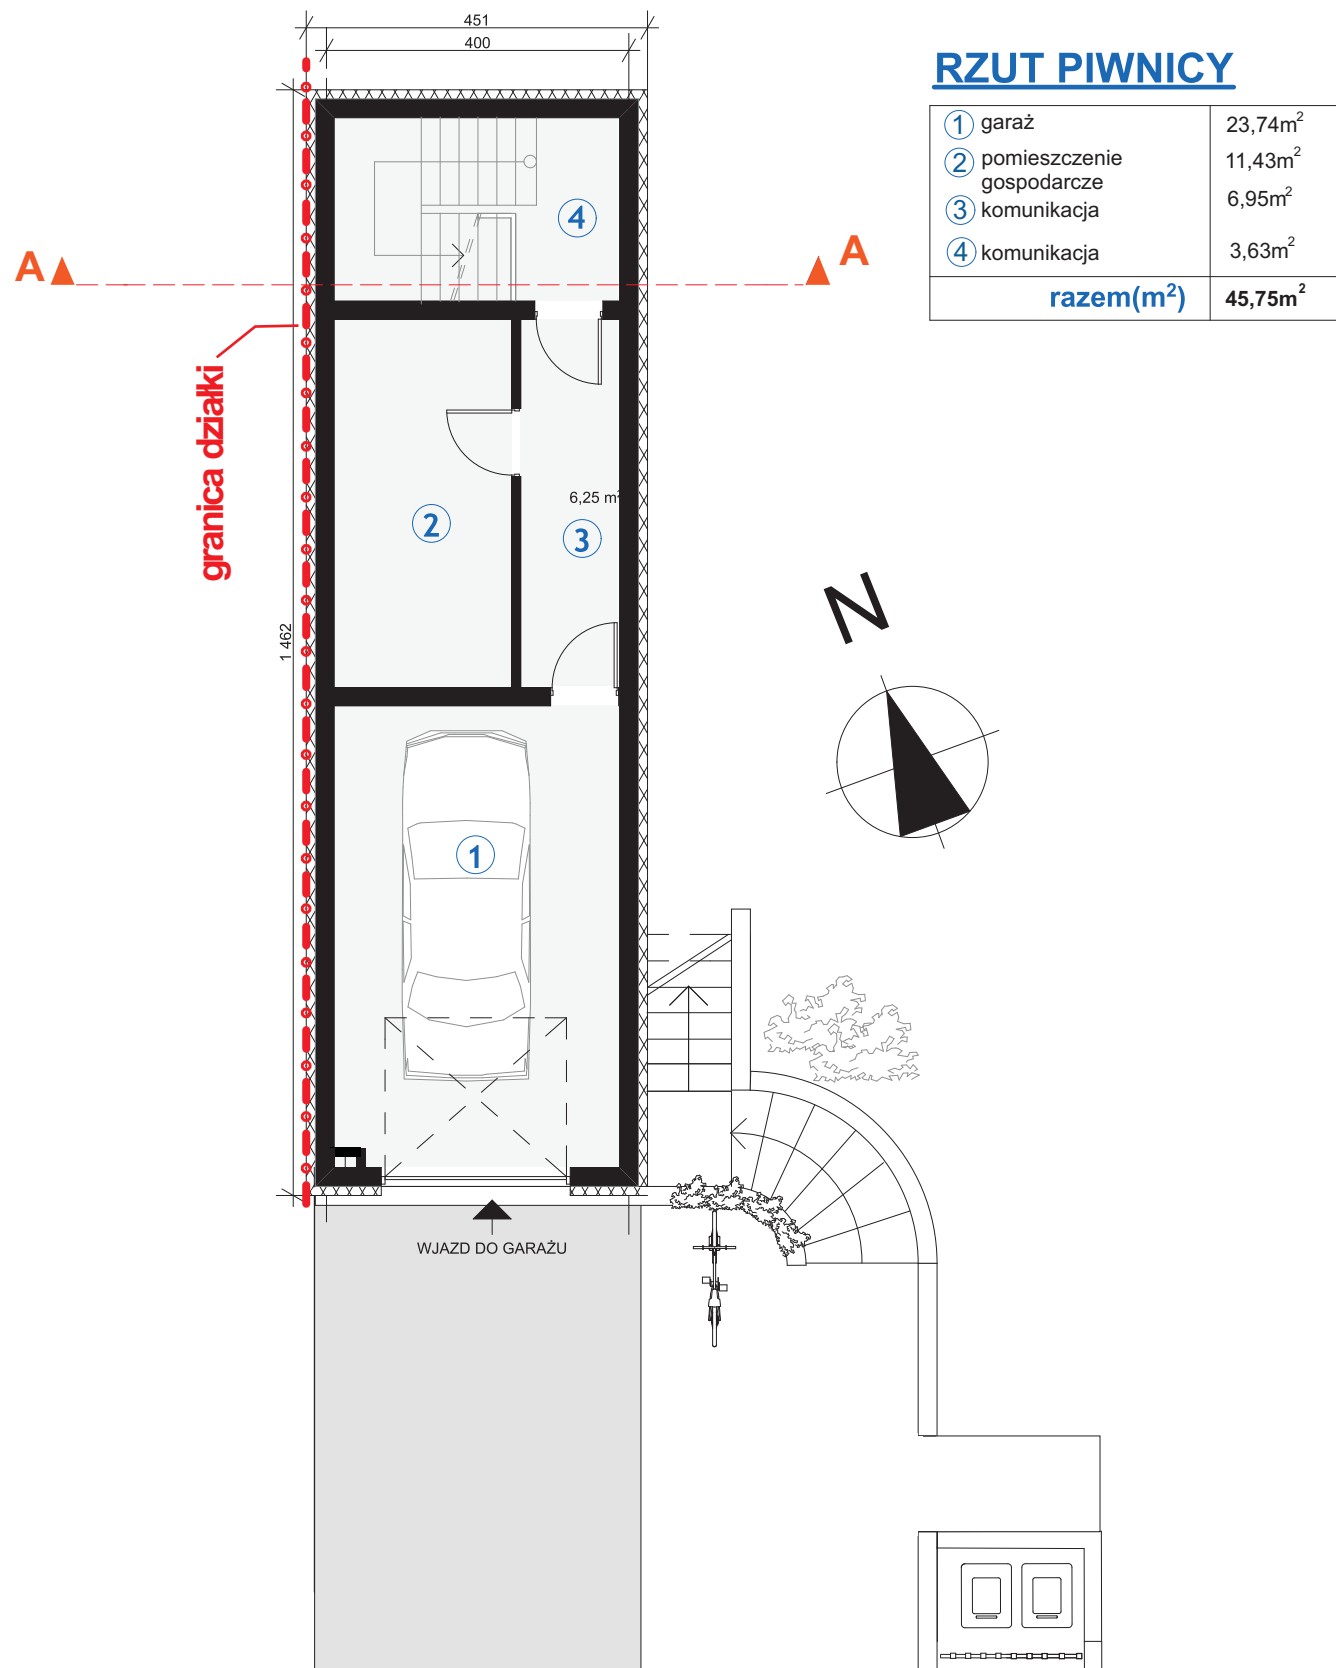 451
400
RZUT PIWNICY
1 garaż 23,74m²
2 pomieszczenie gospodarcze 11,43m²
3 komunikacja 6,95m²
4 komunikacja 3,63m²
razem(m²) 45,75m²
A
A
4
granica działki
6,25 m²
2
3
1 462
N
1
WJAZD DO GARAŻU